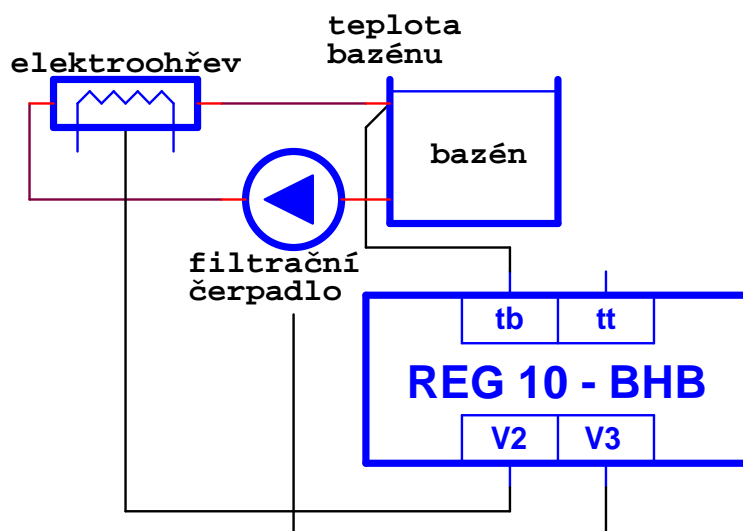 teplota
bazénu
elektroohřev
bazén
filtrační
čerpadlo
tb
tt
REG 10 - BHB
V2
V3